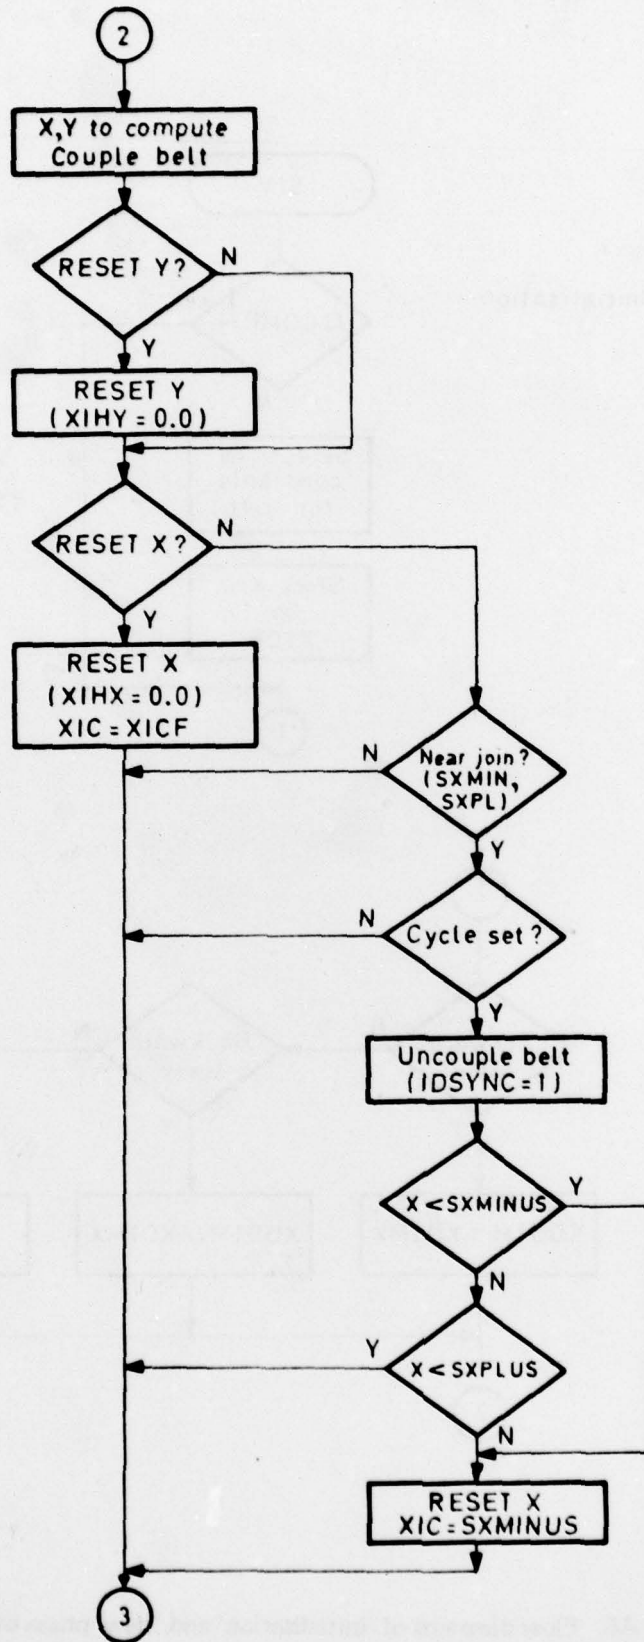 2
X,Y to compute
Couple belt
RESET Y?
N
Y
RESET Y
(XIHY = 0.0)
RESET X?
N
Y
RESET X
(XIHX = 0.0)
XIC = XICF
Near join?
(SXMIN,
SXPL)
N
Y
Cycle set?
N
Y
Uncouple belt
(IDSYNC=1)
X < SXMINUS
Y
N
X < SXPLUS
Y
N
RESET X
XIC=SXMINUS
3